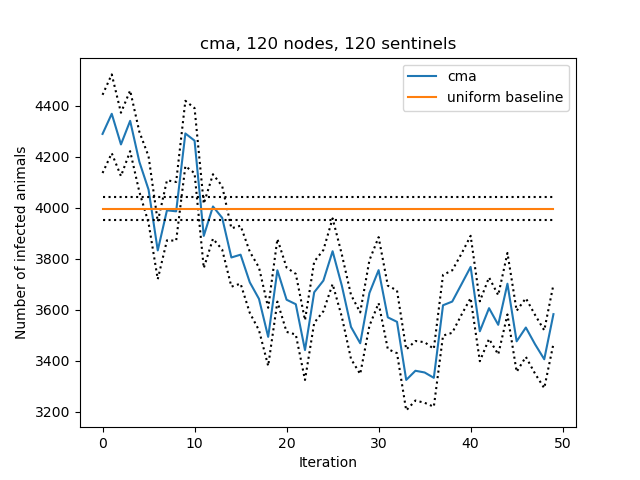 cma, 120 nodes, 120 sentinels
cma
uniform baseline
Number of infected animals
4400
4200
4000
3800
3600
3400
3200
0 10 20 30 40 50
Iteration